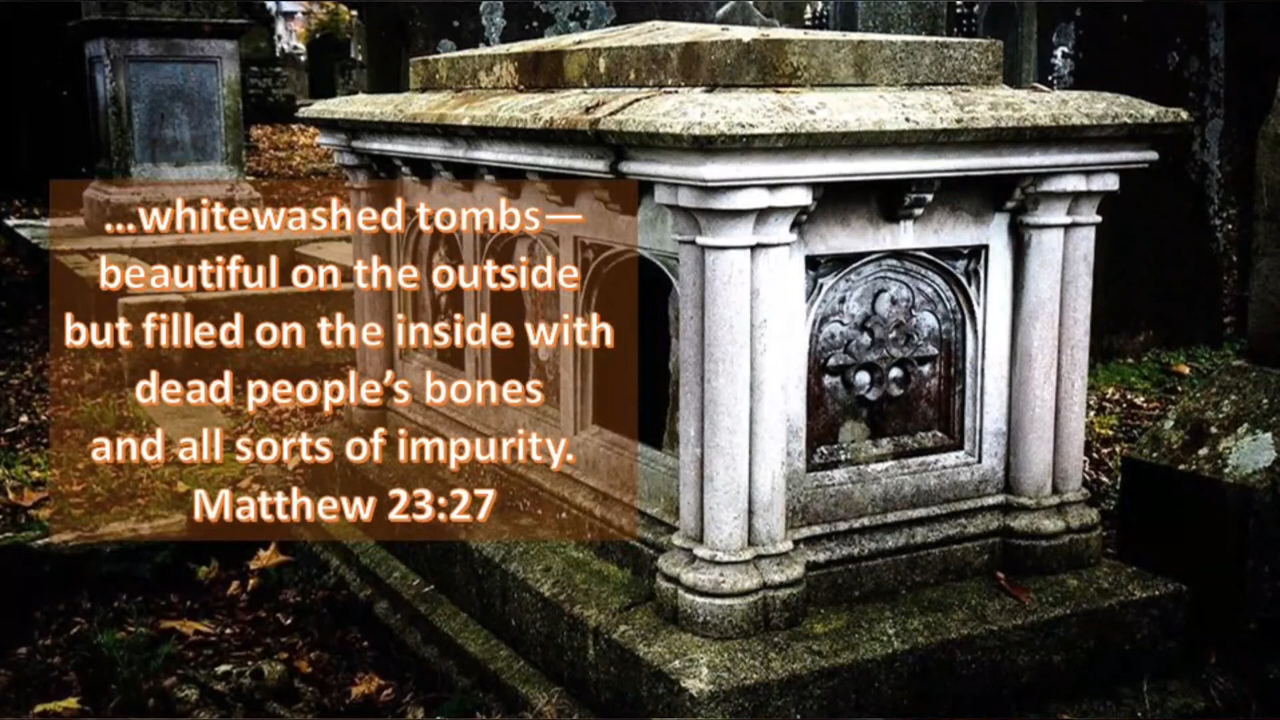 …whitewashed tombs—
beautiful on the outside
but filled on the inside with
dead people’s bones
and all sorts of impurity.
Matthew 23:27